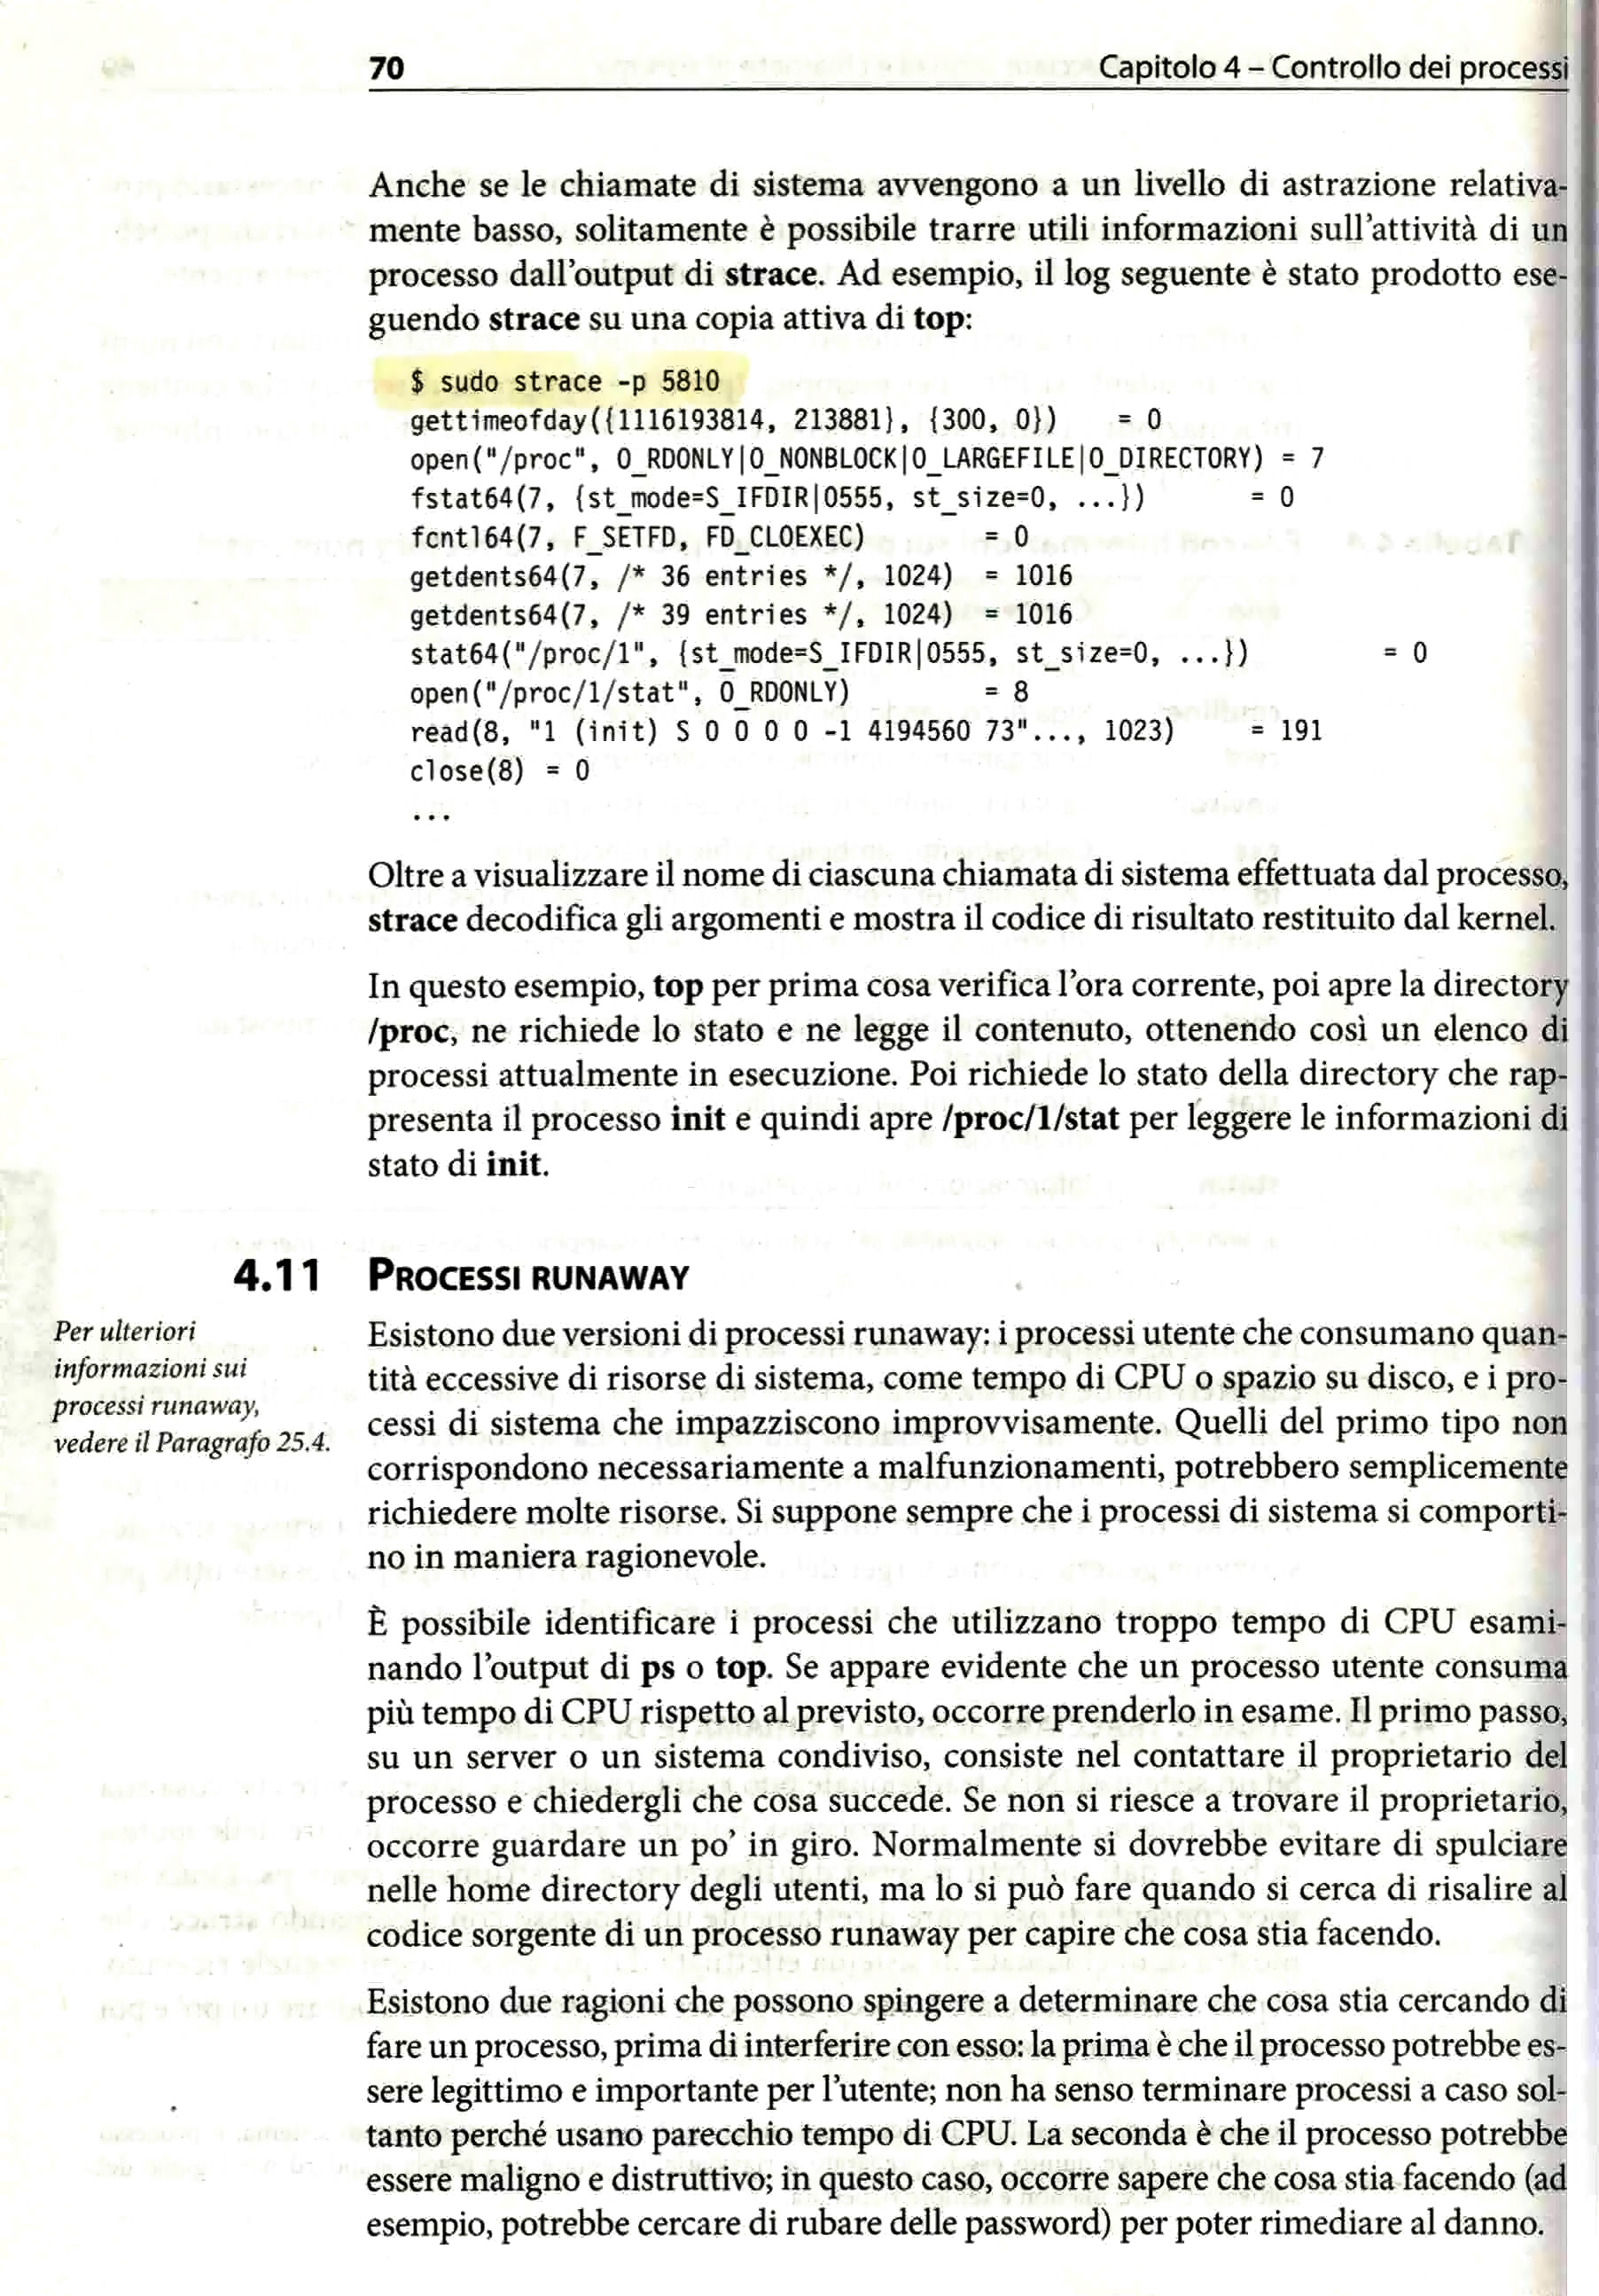 70
Capitolo 4 – Controllo dei processi
Anche se le chiamate di sistema avvengono a un livello di astrazione relativa-
mente basso, solitamente è possibile trarre utili informazioni sull'attività di un
processo dall'output di strace. Ad esempio, il log seguente è stato prodotto ese-
guendo strace su una copia attiva di top:
$ sudo strace -p 5810
gettimeofday({1116193814, 213881}, {300, 0}) = 0
open("/proc", O_RDONLY|O_NONBLOCK|O_LARGEFILE|O_DIRECTORY) = 7
fstat64(7, {st_mode=S_IFDIR|0555, st_size=0, ...}) = 0
fcntl64(7, F_SETFD, FD_CLOEXEC) = 0
getdents64(7, /* 36 entries */, 1024) = 1016
getdents64(7, /* 39 entries */, 1024) = 1016
stat64("/proc/1", {st_mode=S_IFDIR|0555, st_size=0, ...}) = 0
open("/proc/1/stat", O_RDONLY) = 8
read(8, "1 (init) S 0 0 0 0 -1 4194560 73"..., 1023) = 191
close(8) = 0
...
Oltre a visualizzare il nome di ciascuna chiamata di sistema effettuata dal processo,
strace decodifica gli argomenti e mostra il codice di risultato restituito dal kernel.
In questo esempio, top per prima cosa verifica l'ora corrente, poi apre la directory
/proc, ne richiede lo stato e ne legge il contenuto, ottenendo così un elenco di
processi attualmente in esecuzione. Poi richiede lo stato della directory che rap-
presenta il processo init e quindi apre /proc/1/stat per leggere le informazioni di
stato di init.
4.11 PROCESSI RUNAWAY
Per ulteriori
informazioni sui
processi runaway,
vedere il Paragrafo 25.4.
Esistono due versioni di processi runaway: i processi utente che consumano quan-
tità eccessive di risorse di sistema, come tempo di CPU o spazio su disco, e i pro-
cessi di sistema che impazziscono improvvisamente. Quelli del primo tipo non
corrispondono necessariamente a malfunzionamenti, potrebbero semplicemente
richiedere molte risorse. Si suppone sempre che i processi di sistema si comporti-
no in maniera ragionevole.
È possibile identificare i processi che utilizzano troppo tempo di CPU esami-
nando l'output di ps o top. Se appare evidente che un processo utente consuma
più tempo di CPU rispetto al previsto, occorre prenderlo in esame. Il primo passo,
su un server o un sistema condiviso, consiste nel contattare il proprietario del
processo e chiedergli che cosa succede. Se non si riesce a trovare il proprietario,
occorre guardare un po' in giro. Normalmente si dovrebbe evitare di spulciare
nelle home directory degli utenti, ma lo si può fare quando si cerca di risalire al
codice sorgente di un processo runaway per capire che cosa stia facendo.
Esistono due ragioni che possono spingere a determinare che cosa stia cercando di
fare un processo, prima di interferire con esso: la prima è che il processo potrebbe es-
sere legittimo e importante per l'utente; non ha senso terminare processi a caso sol-
tanto perché usano parecchio tempo di CPU. La seconda è che il processo potrebbe
essere maligno e distruttivo; in questo caso, occorre sapere che cosa stia facendo (ad
esempio, potrebbe cercare di rubare delle password) per poter rimediare al danno.